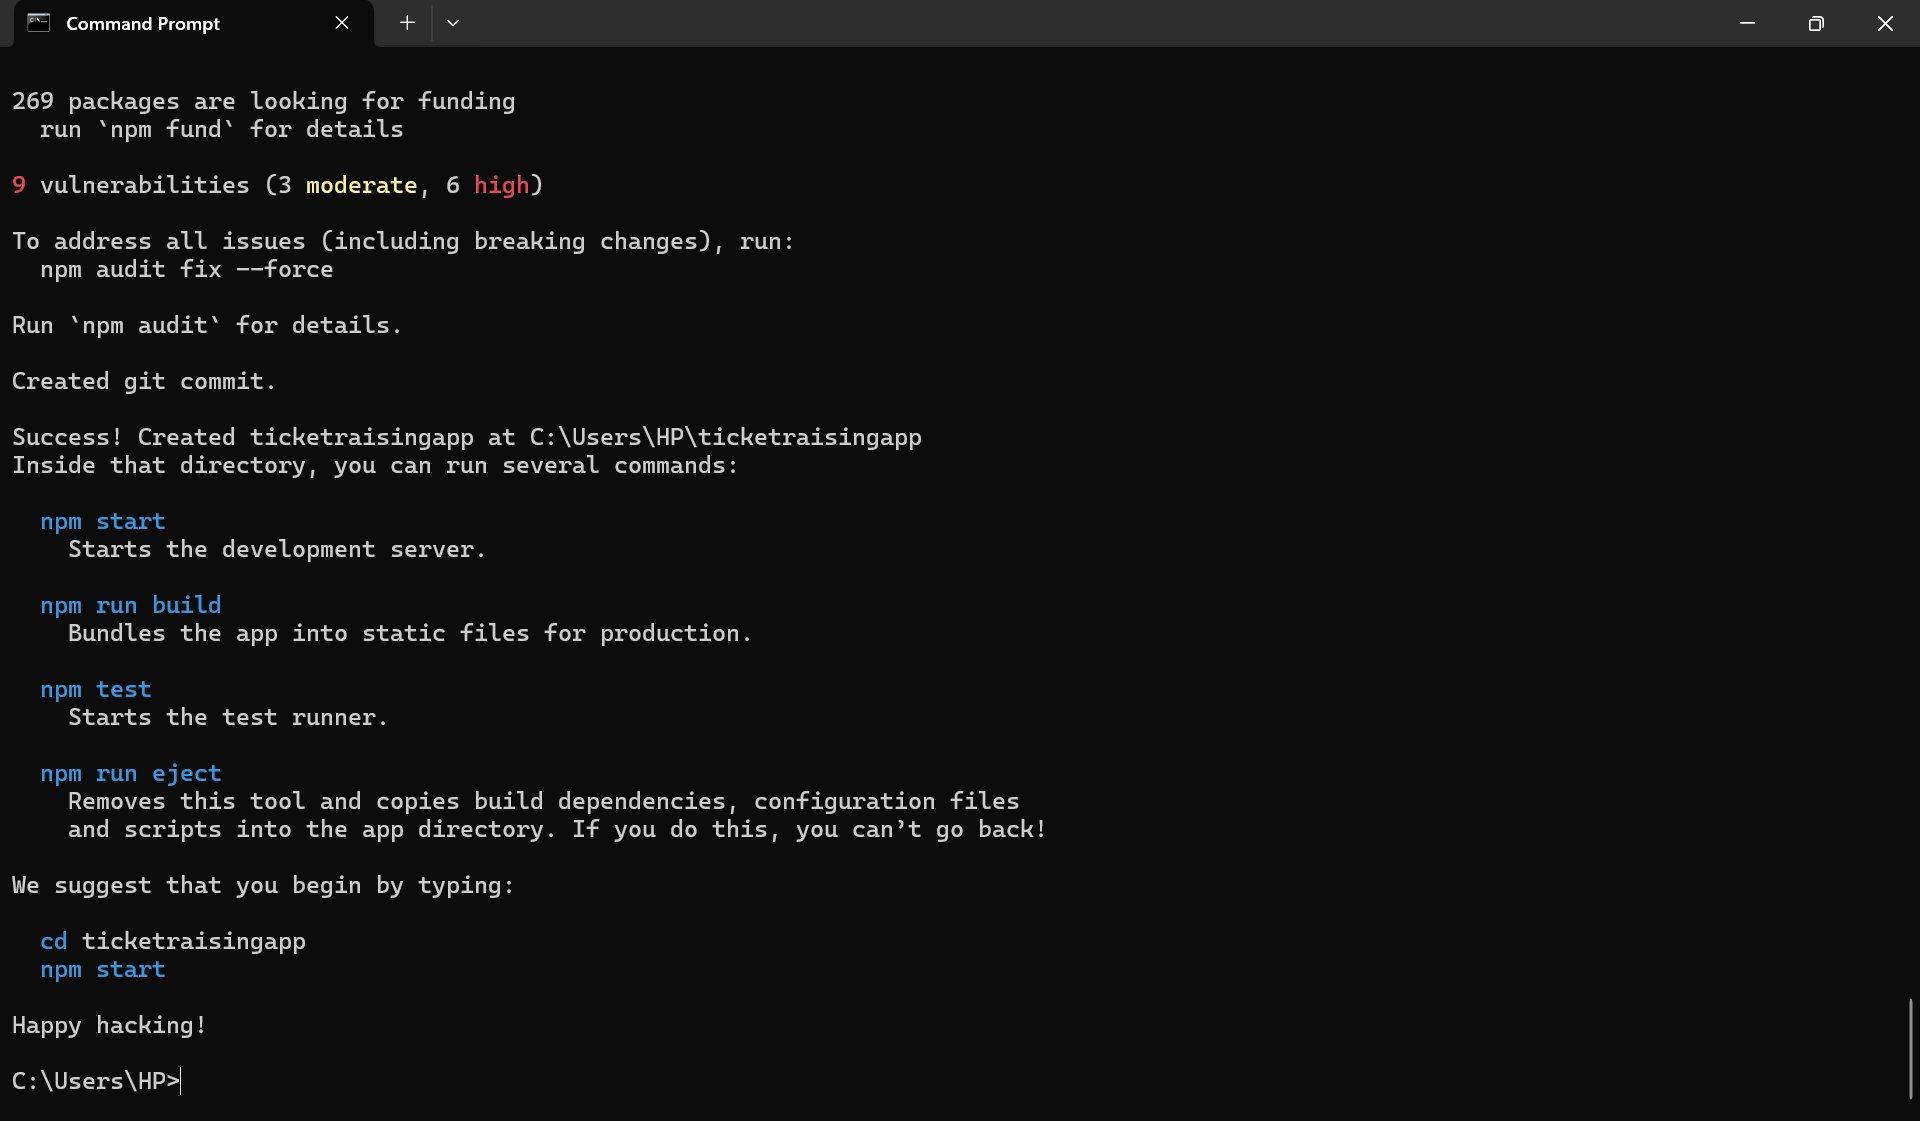 Command Prompt
269 packages are looking for funding
  run `npm fund` for details
9 vulnerabilities (3 moderate, 6 high)
To address all issues (including breaking changes), run:
  npm audit fix --force
Run `npm audit` for details.
Created git commit.
Success! Created ticketraisingapp at C:\Users\HP\ticketraisingapp
Inside that directory, you can run several commands:
  npm start
    Starts the development server.
  npm run build
    Bundles the app into static files for production.
  npm test
    Starts the test runner.
  npm run eject
    Removes this tool and copies build dependencies, configuration files
    and scripts into the app directory. If you do this, you can’t go back!
We suggest that you begin by typing:
  cd ticketraisingapp
  npm start
Happy hacking!
C:\Users\HP>